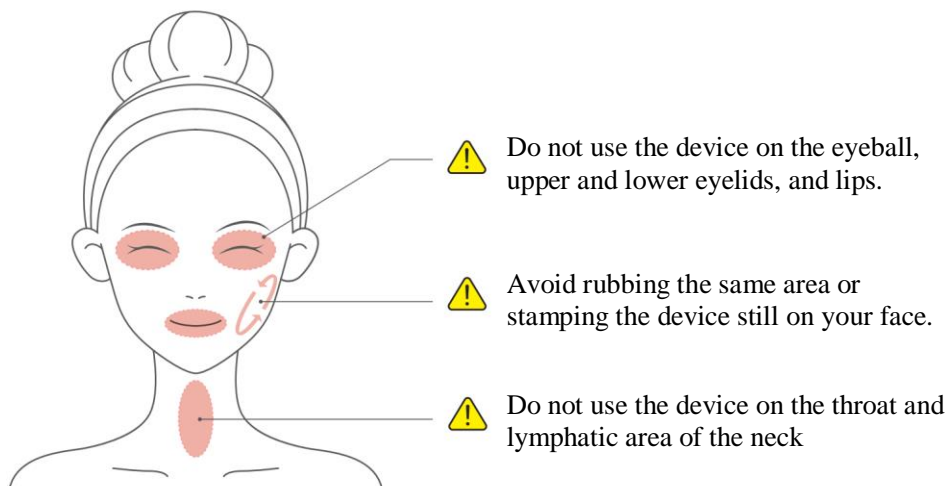 Do not use the device on the eyeball,
upper and lower eyelids, and lips.
Avoid rubbing the same area or
stamping the device still on your face.
Do not use the device on the throat and
lymphatic area of the neck